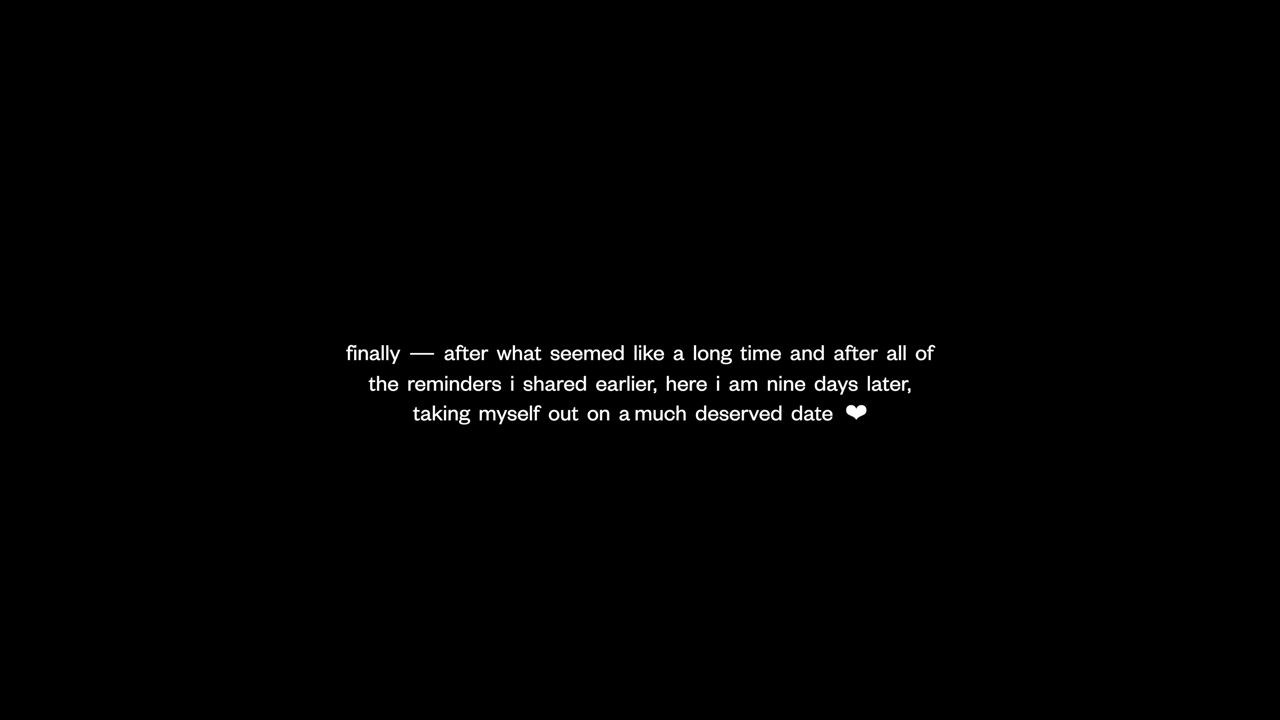 finally — after what seemed like a long time and after all of
the reminders i shared earlier, here i am nine days later,
taking myself out on a much deserved date ❤